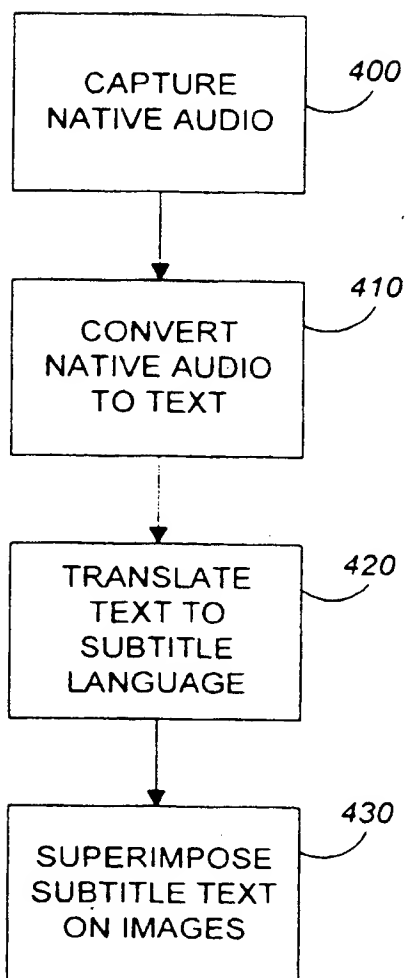 CAPTURE
NATIVE AUDIO
400
CONVERT
NATIVE AUDIO
TO TEXT
410
TRANSLATE
TEXT TO
SUBTITLE
LANGUAGE
420
SUPERIMPOSE
SUBTITLE TEXT
ON IMAGES
430